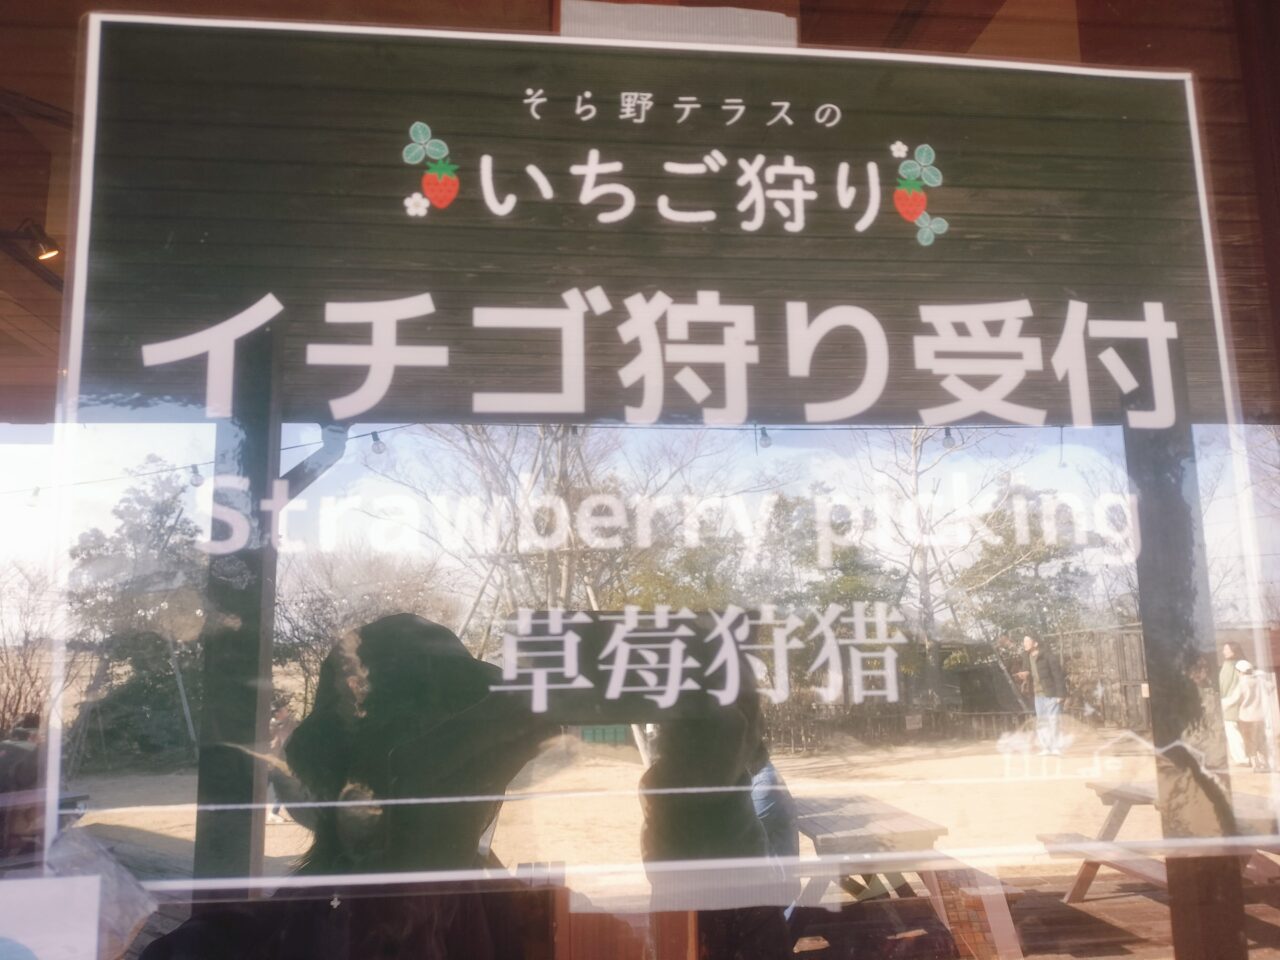 そら野テラスの
いちご狩り
イチゴ狩り受付
Strawberry picking
草莓狩猎